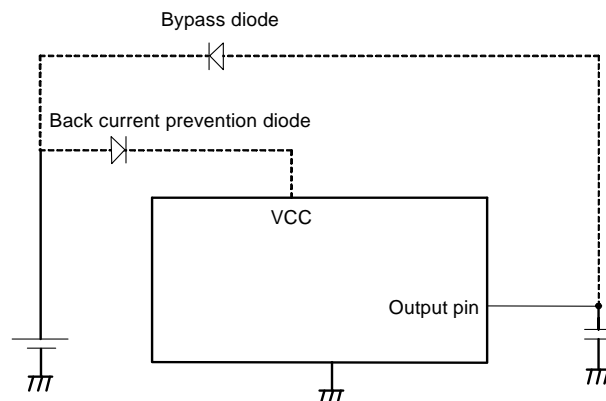 Bypass diode
Back current prevention diode
VCC
Output pin